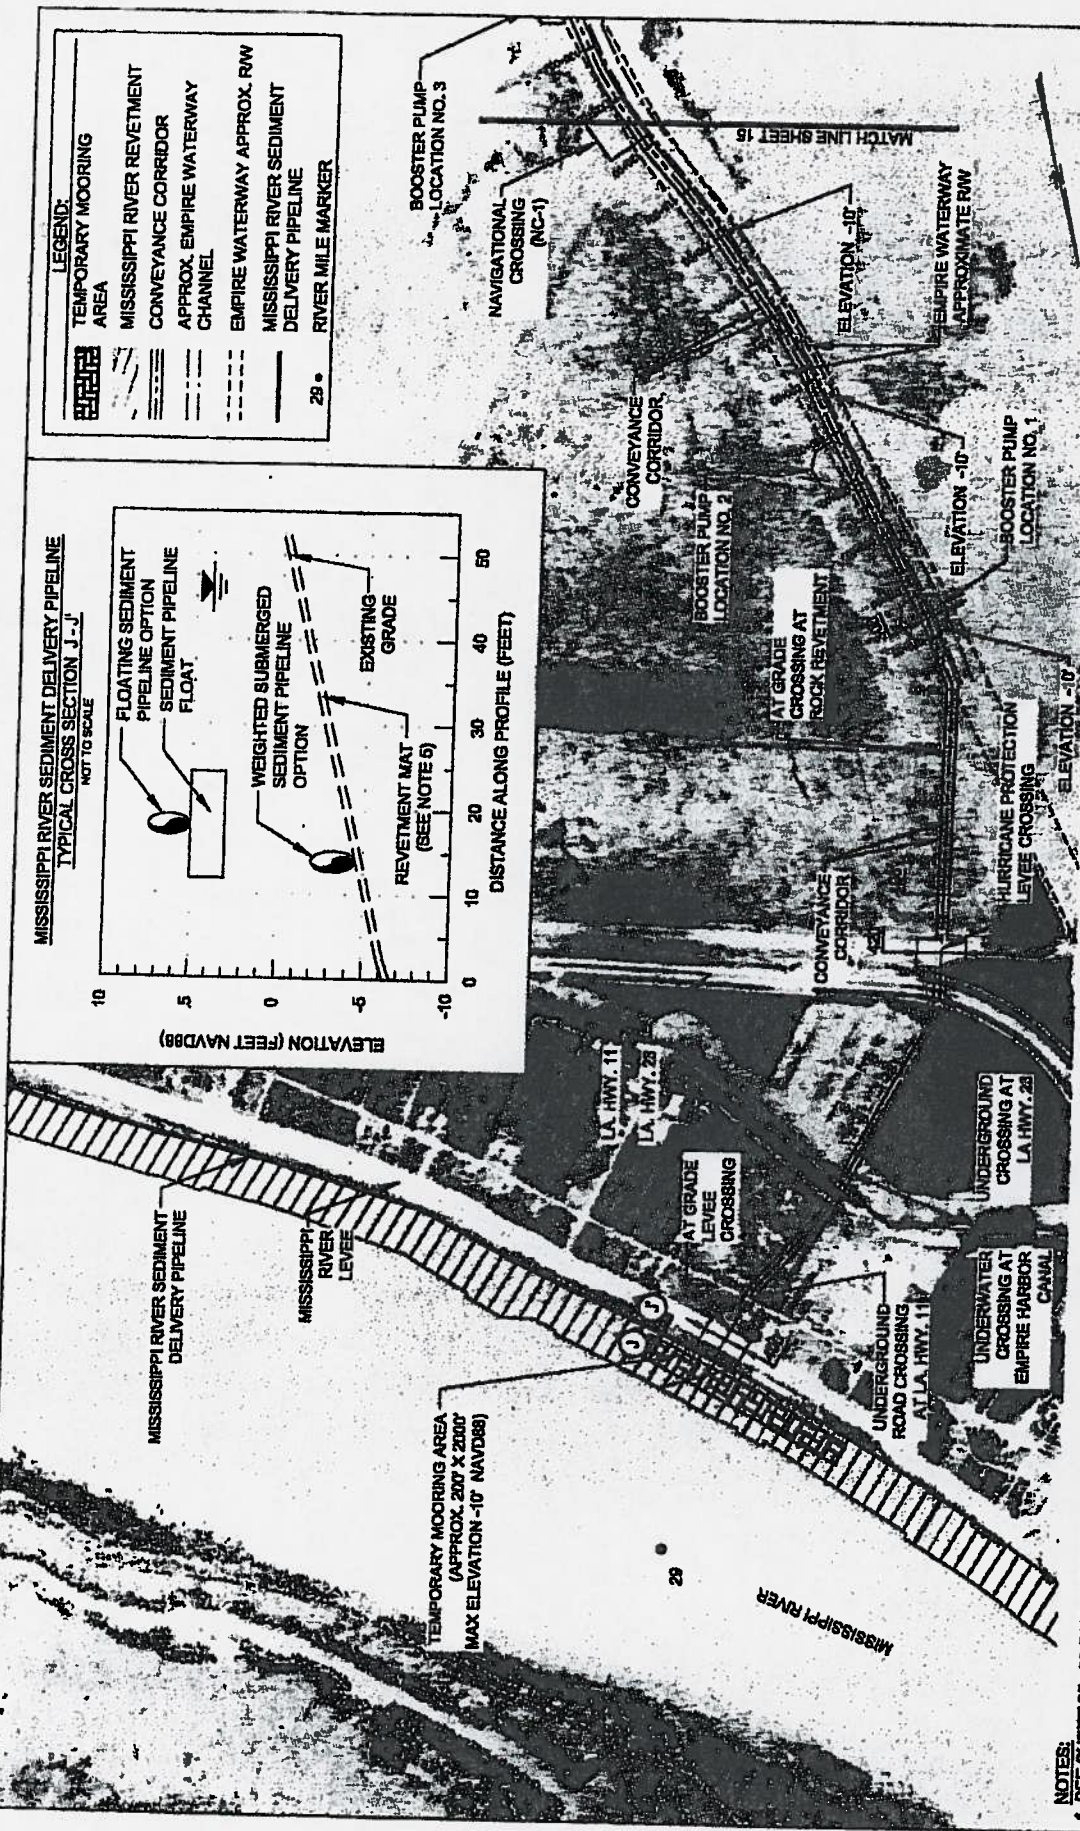 LEGEND:
TEMPORARY MOORING
AREA
MISSISSIPPI RIVER REVETMENT
CONVEYANCE CORRIDOR
APPROX. EMPIRE WATERWAY
CHANNEL
EMPIRE WATERWAY APPROX. R/W
MISSISSIPPI RIVER SEDIMENT
DELIVERY PIPELINE
29 RIVER MILE MARKER
MISSISSIPPI RIVER SEDIMENT DELIVERY PIPELINE
TYPICAL CROSS SECTION J - J'
NOT TO SCALE
FLOATING SEDIMENT
PIPELINE OPTION
SEDIMENT PIPELINE
FLOAT
WEIGHTED SUBMERGED
SEDIMENT PIPELINE
OPTION
EXISTING
GRADE
REVETMENT MAT
(SEE NOTE 5)
ELEVATION (FEET NAVD88)
10
5
0
-5
-10
0
10
20
30
40
50
DISTANCE ALONG PROFILE (FEET)
BOOSTER PUMP
LOCATION NO. 3
NAVIGATIONAL
CROSSING
(NC-1)
MATCH LINE SHEET 15
CONVEYANCE
CORRIDOR
BOOSTER PUMP
LOCATION NO. 2
ELEVATION -10'
EMPIRE WATERWAY
APPROXIMATE R/W
AT GRADE
CROSSING AT
ROCK REVETMENT
ELEVATION -10'
BOOSTER PUMP
LOCATION NO. 1
CONVEYANCE
CORRIDOR
HURRICANE PROTECTION
LEVEE CROSSING
ELEVATION -10'
MISSISSIPPI RIVER SEDIMENT
DELIVERY PIPELINE
MISSISSIPPI
RIVER
LEVEE
LA. HWY. 11
LA. HWY. 23
AT GRADE
LEVEE
CROSSING
J
J'
TEMPORARY MOORING AREA
(APPROX. 200' X 2000'
MAX ELEVATION -10' NAVD88)
UNDERGROUND
ROAD CROSSING
AT LA. HWY. 11
UNDERWATER
CROSSING AT
EMPIRE HARBOR
CANAL
UNDERGROUND
CROSSING AT
LA HWY. 23
29
MISSISSIPPI RIVER
NOTES: